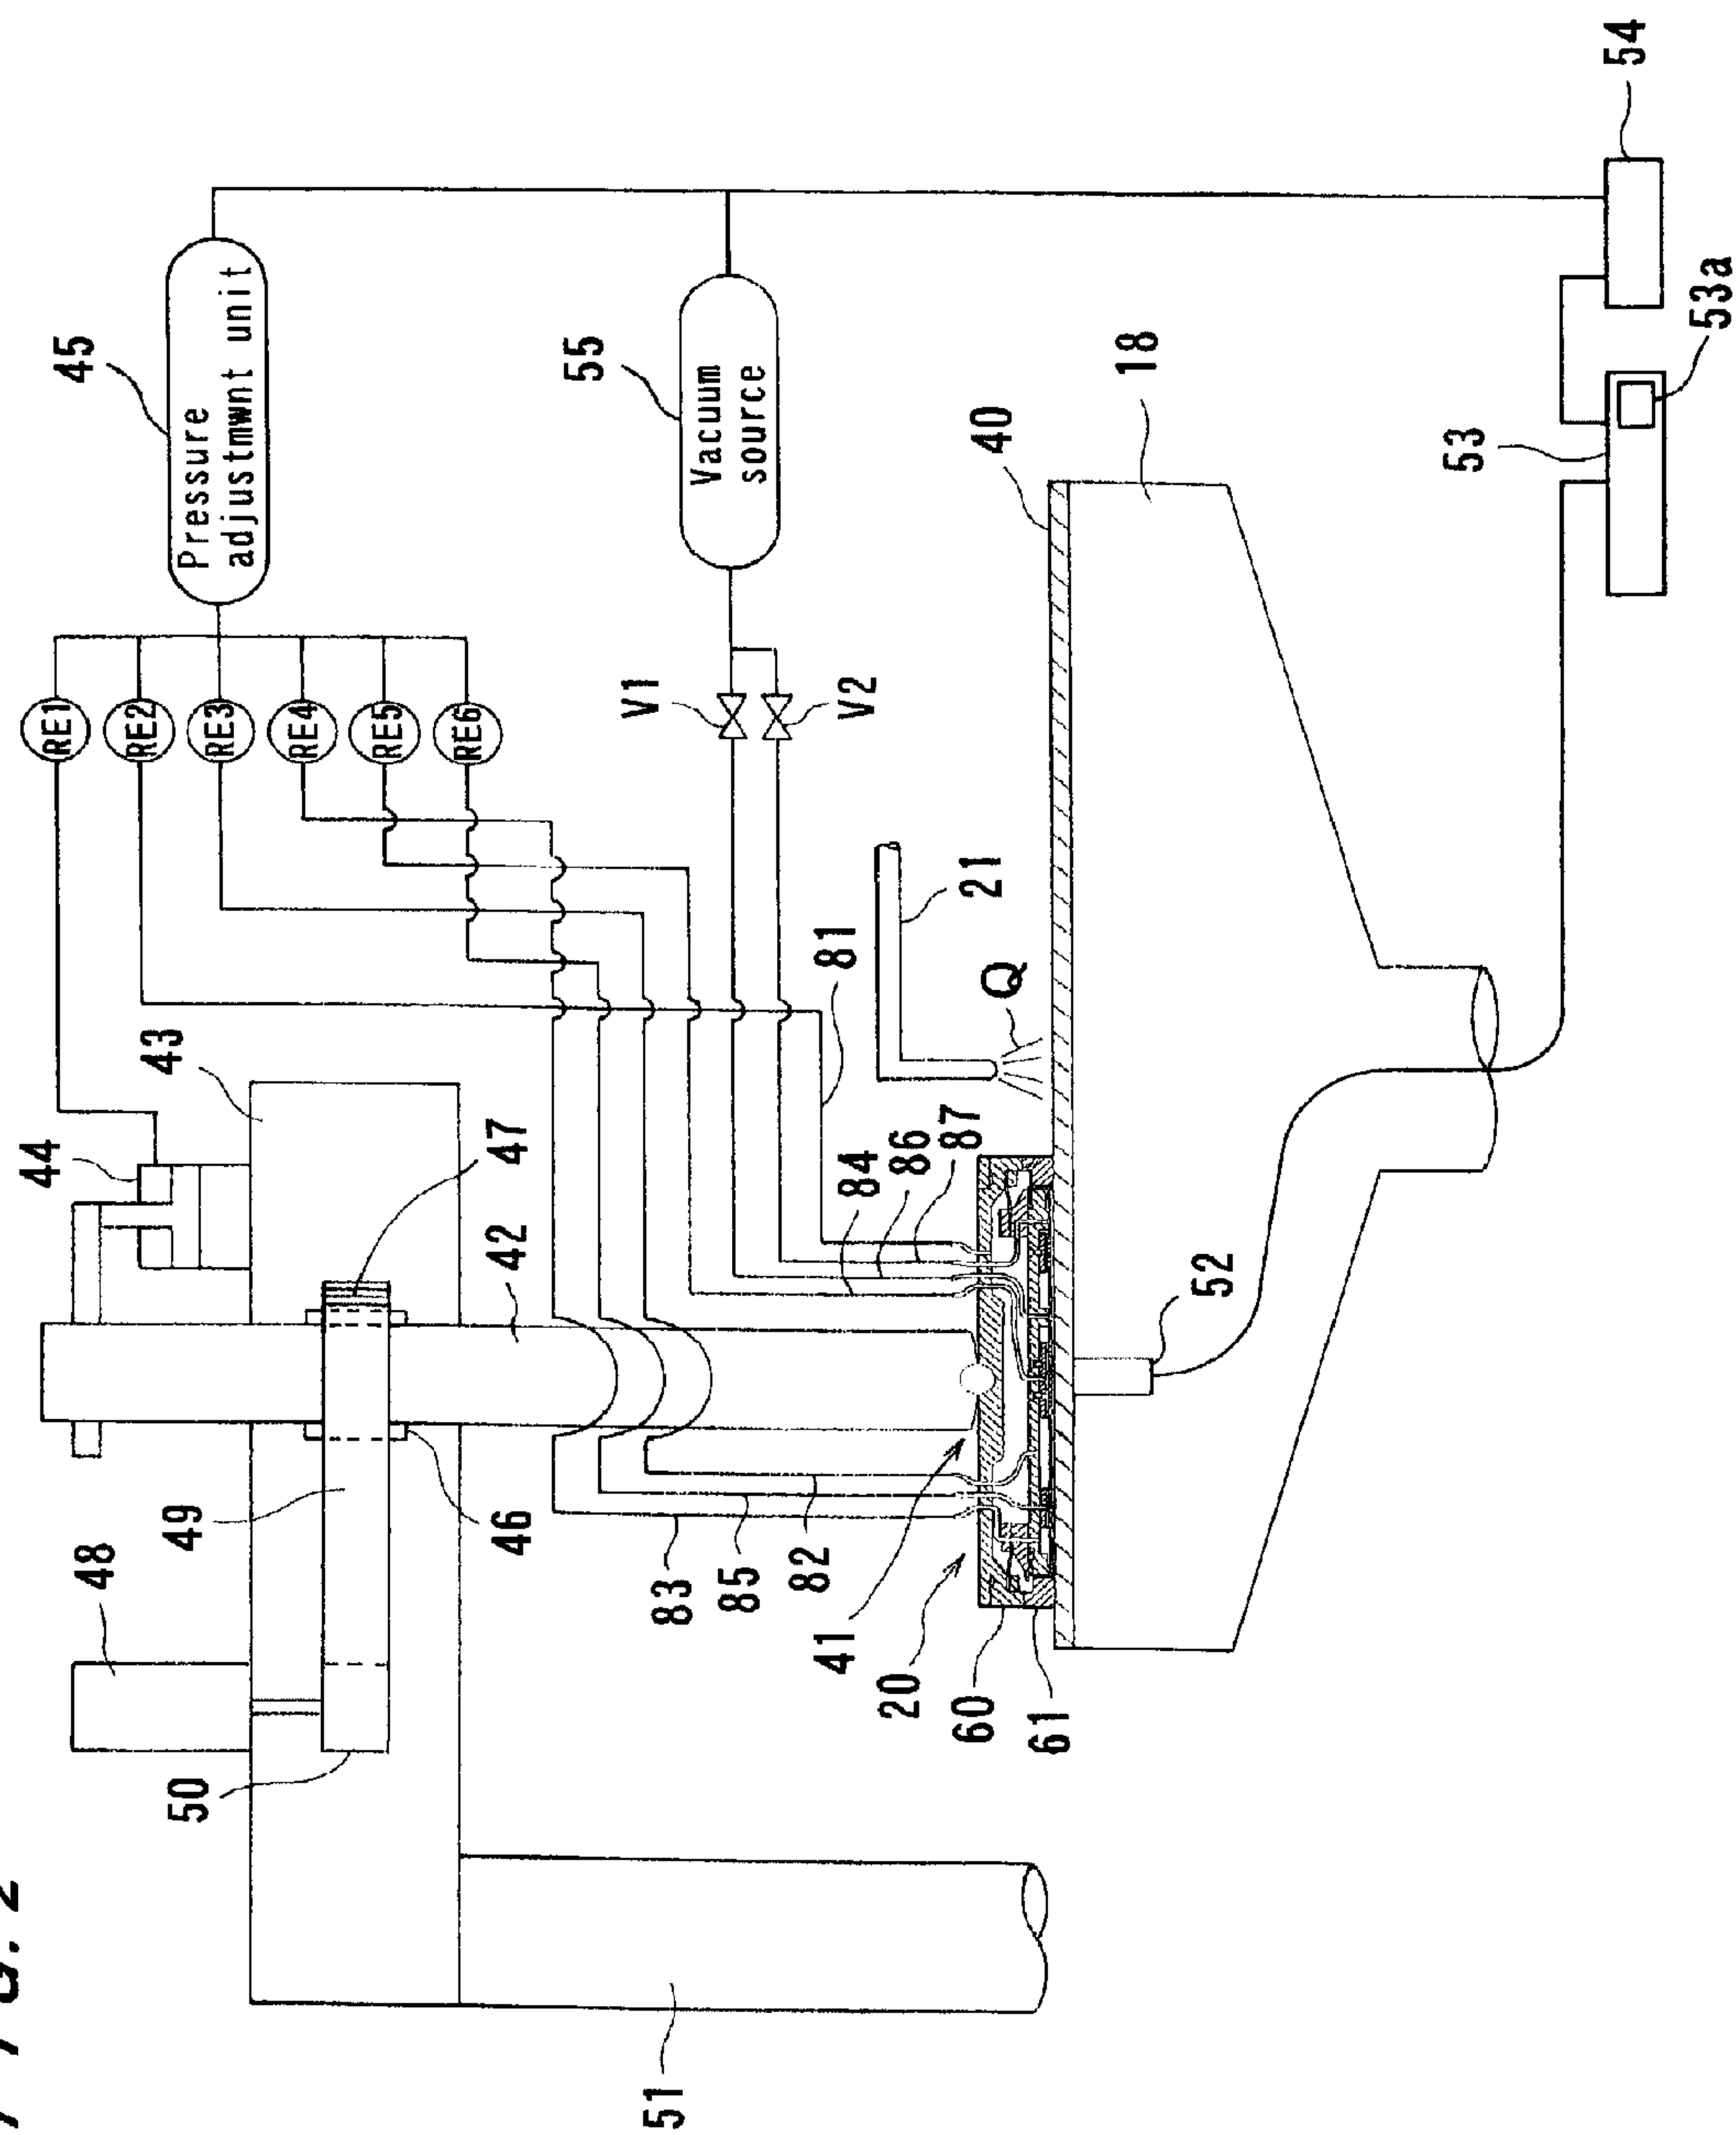 FIG. 2
45
Pressure
adjustmwnt unit
RE1
RE2
RE3
RE4
RE5
RE6
55
Vacuum
source
V1
V2
54
53
53a
44
43
47
42
48
49
46
50
51
81
21
Q
84
86
87
83
85
82
41
20
60
61
40
18
52